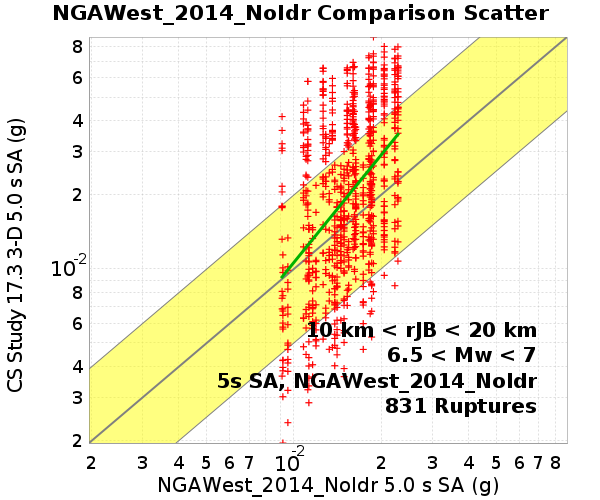 NGAWest_2014_NoIdr Comparison Scatter
CS Study 17.3 3-D 5.0 s SA (g)
8
6
4
3
2
10-2
8
6
4
3
2
10 km < rJB < 20 km
6.5 < Mw < 7
5s SA, NGAWest_2014_NoIdr
831 Ruptures
2 3 4 5 6 7 10-2 2 3 4 5 6 7 8
NGAWest_2014_NoIdr 5.0 s SA (g)